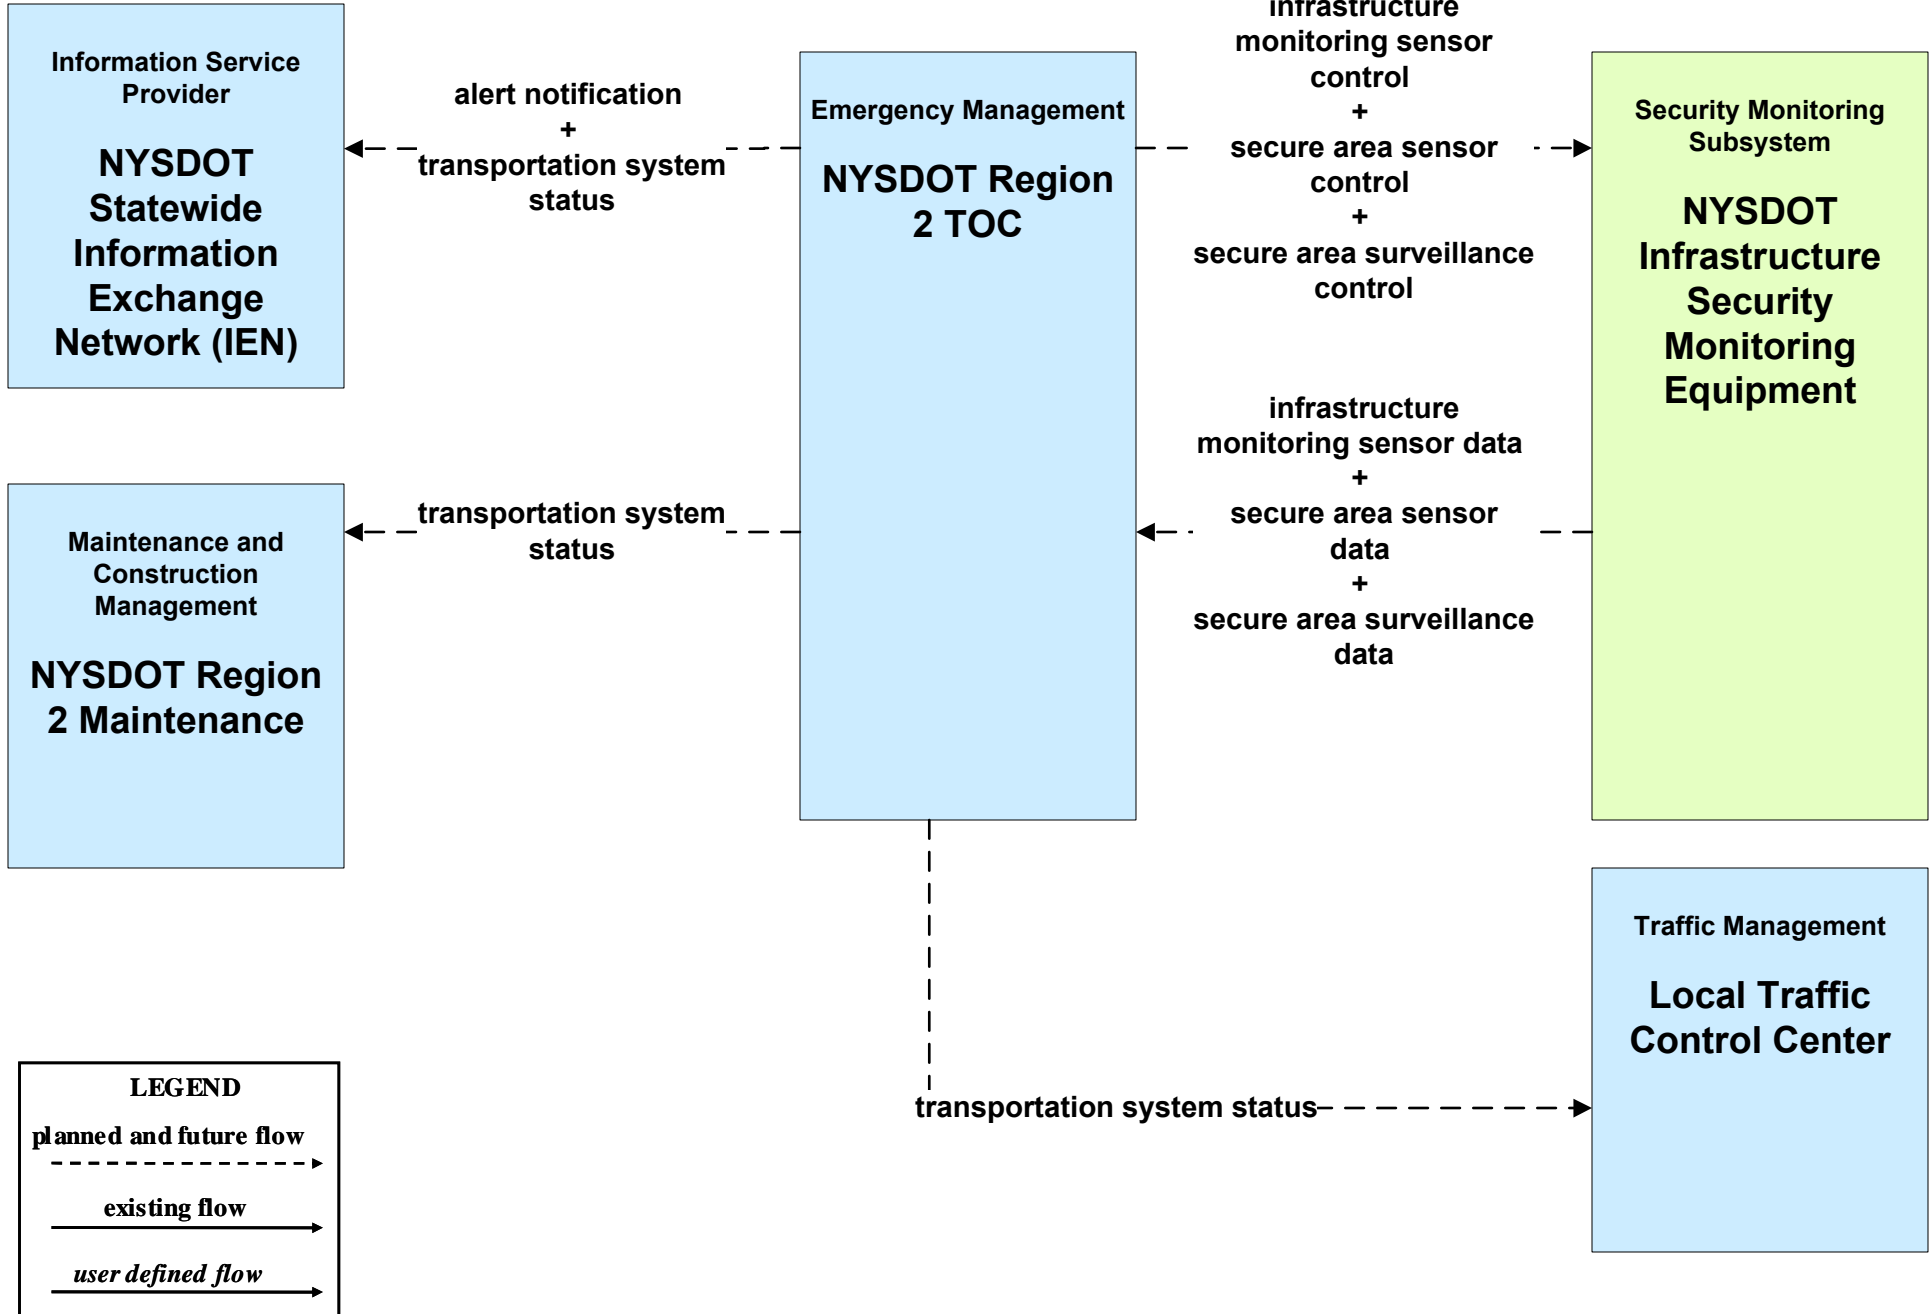 Information Service
Provider
NYSDOT
Statewide
Information
Exchange
Network (IEN)
alert notification
+
transportation system
status
Emergency Management
NYSDOT Region
2 TOC
infrastructure
monitoring sensor
control
+
secure area sensor
control
+
secure area surveillance
control
Security Monitoring
Subsystem
NYSDOT
Infrastructure
Security
Monitoring
Equipment
infrastructure
monitoring sensor data
+
secure area sensor
data
+
secure area surveillance
data
Maintenance and
Construction
Management
NYSDOT Region
2 Maintenance
transportation system
status
Traffic Management
Local Traffic
Control Center
transportation system status
LEGEND
planned and future flow
existing flow
user defined flow